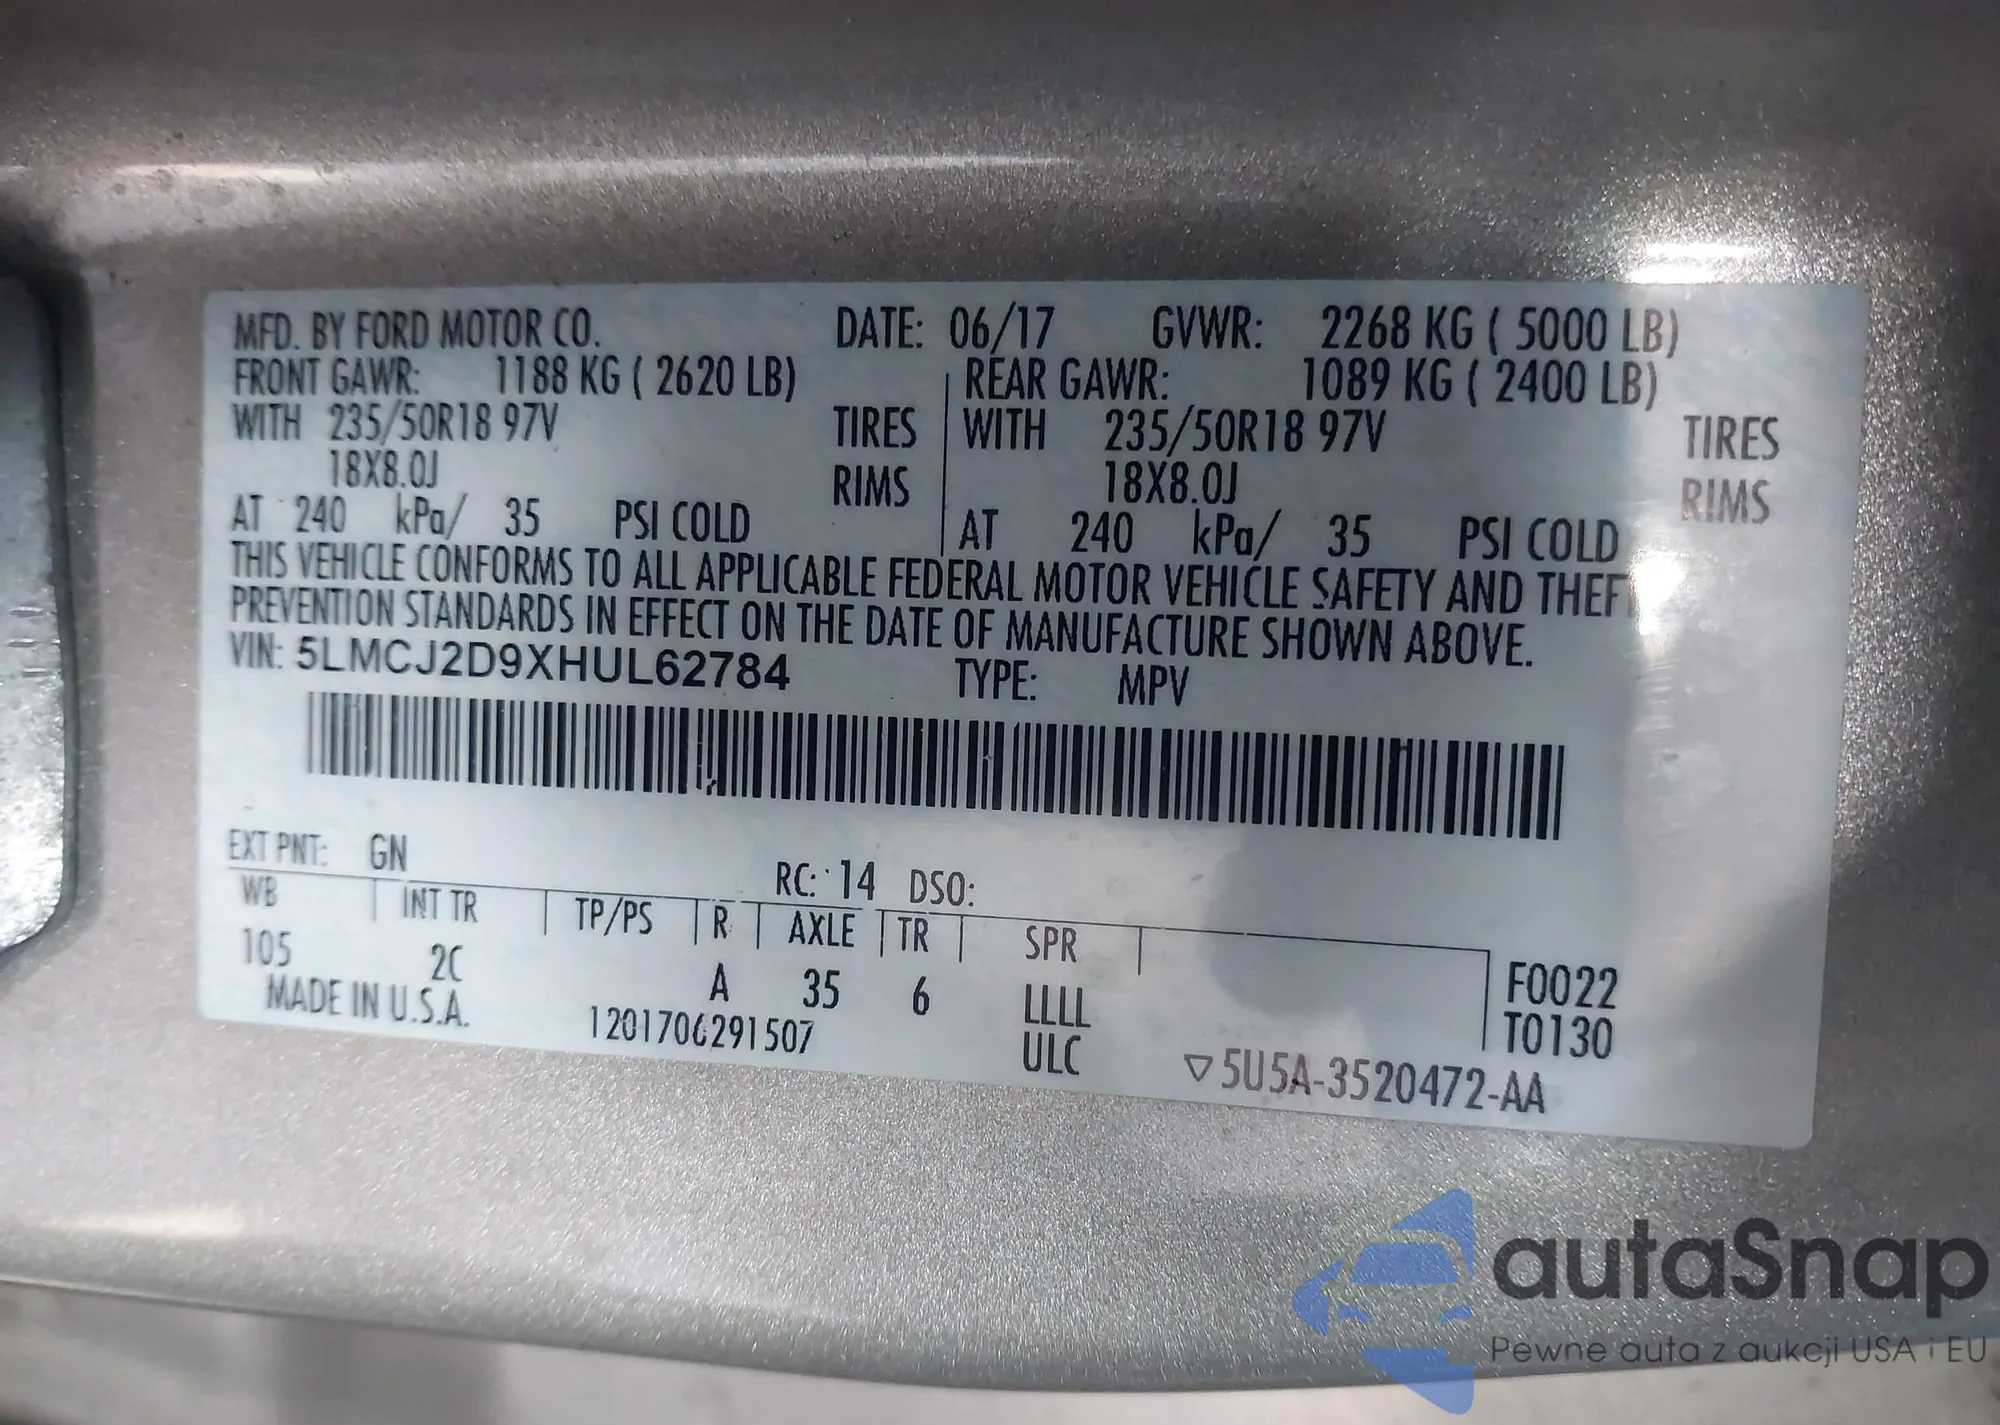 MFD. BY FORD MOTOR CO. DATE: 06/17 GVWR: 2268 KG ( 5000 LB)
FRONT GAWR: 1188 KG ( 2620 LB) REAR GAWR: 1089 KG ( 2400 LB)
WITH 235/50R18 97V TIRES WITH 235/50R18 97V TIRES
18X8.0J RIMS 18X8.0J RIMS
AT 240 kPa/ 35 PSI COLD AT 240 kPa/ 35 PSI COLD
THIS VEHICLE CONFORMS TO ALL APPLICABLE FEDERAL MOTOR VEHICLE SAFETY AND THEFT
PREVENTION STANDARDS IN EFFECT ON THE DATE OF MANUFACTURE SHOWN ABOVE.
VIN: 5LMCJ2D9XHUL62784 TYPE: MPV
EXT PNT: GN RC: 14 DSO:
WB INT TR TP/PS R AXLE TR SPR
105 2C A 35 6 LLLL F0022
MADE IN U.S.A. 1201706291507 ULC T0130
▽5U5A-3520472-AA
autaSnap
Pewne auta z aukcji USA i EU